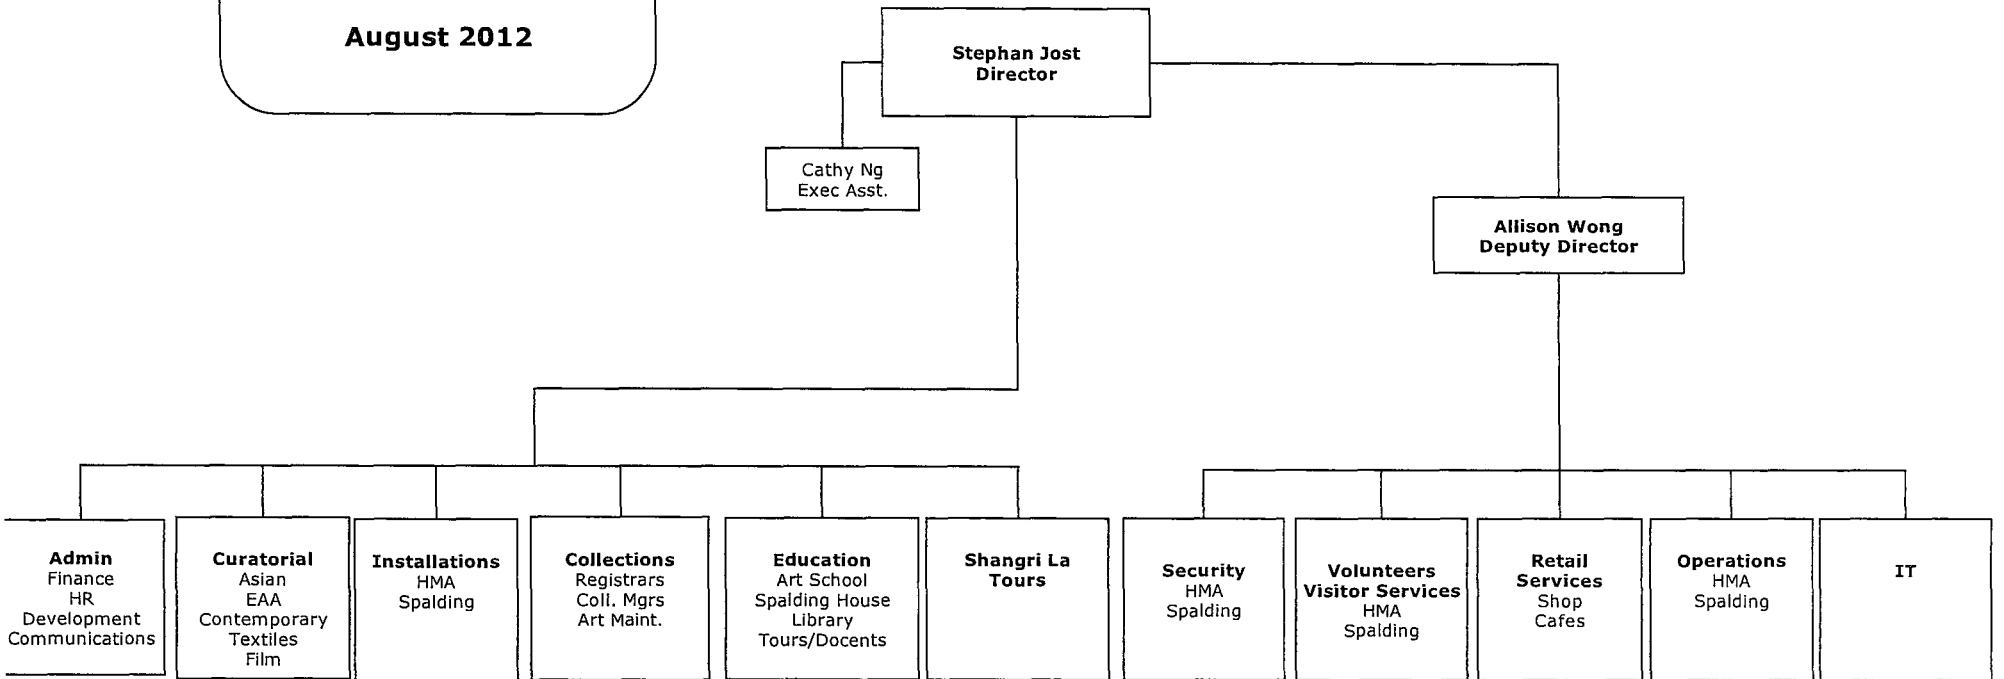 August 2012
Stephan Jost
Director
Cathy Ng
Exec Asst.
Allison Wong
Deputy Director
Admin
Finance
HR
Development
Communications
Curatorial
Asian
EAA
Contemporary
Textiles
Film
Installations
HMA
Spalding
Collections
Registrars
Coll. Mgrs
Art Maint.
Education
Art School
Spalding House
Library
Tours/Docents
Shangri La
Tours
Security
HMA
Spalding
Volunteers
Visitor Services
HMA
Spalding
Retail
Services
Shop
Cafes
Operations
HMA
Spalding
IT